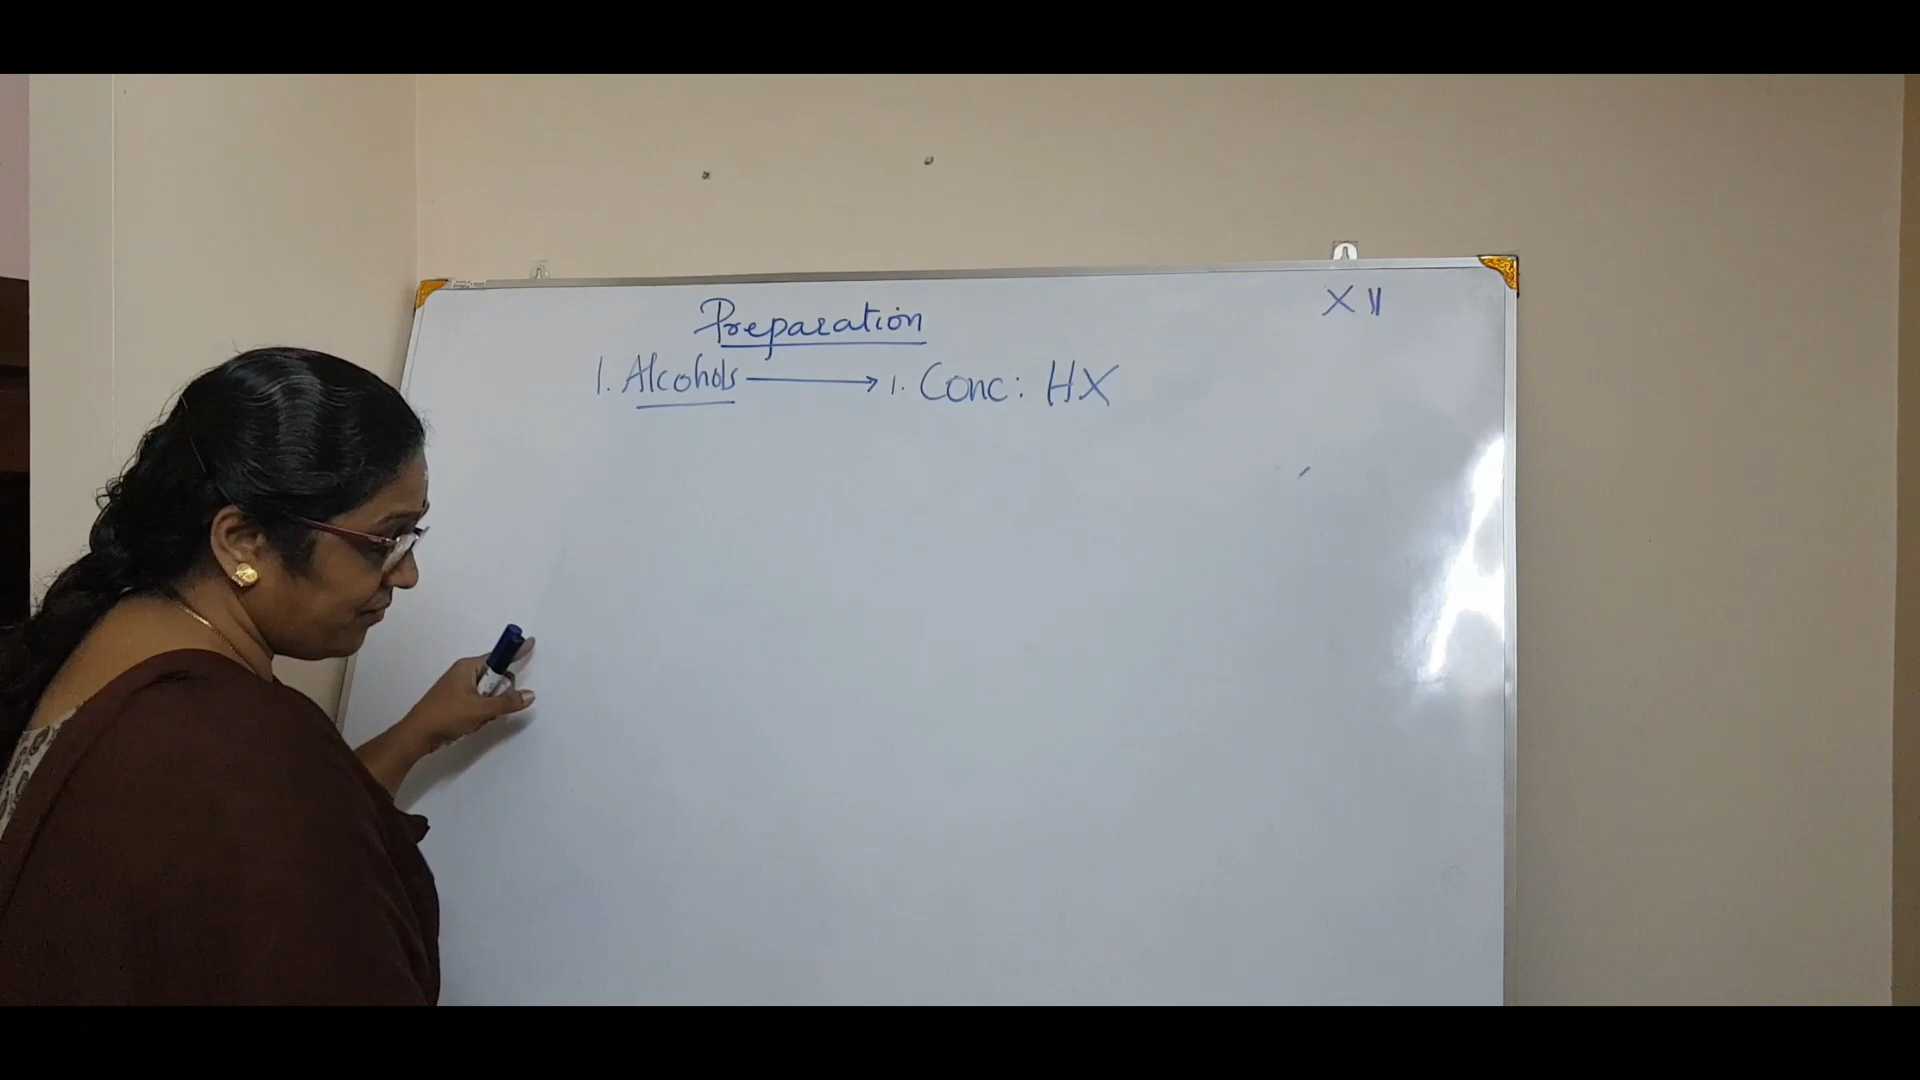 XII
Preparation
1. Alcohols → 1. Conc: HX